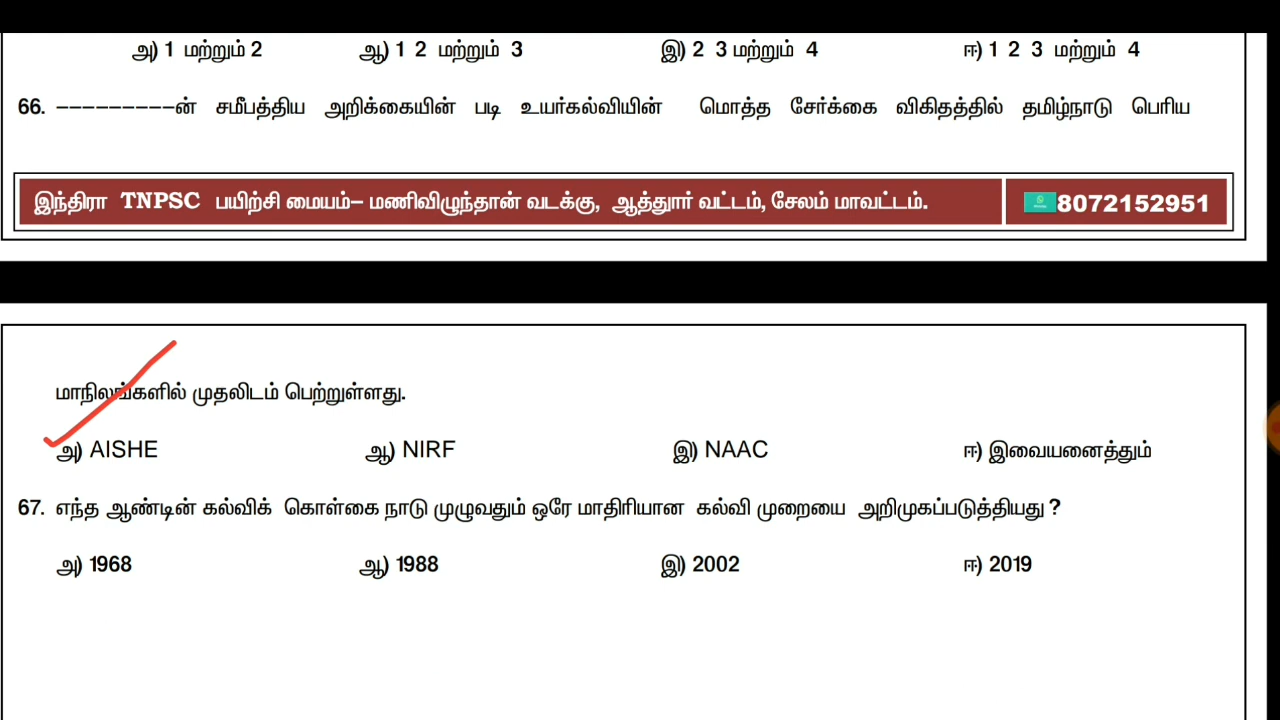 அ) 1 மற்றும் 2 ஆ) 1 2 மற்றும் 3 இ) 2 3 மற்றும் 4 ஈ) 1 2 3 மற்றும் 4
66. ----------ன் சமீபத்திய அறிக்கையின் படி உயர்கல்வியின் மொத்த சேர்க்கை விகிதத்தில் தமிழ்நாடு பெரிய
இந்திரா TNPSC பயிற்சி மையம்– மணிவிழுந்தான் வடக்கு, ஆத்துார் வட்டம், சேலம் மாவட்டம். 8072152951
மாநிலங்களில் முதலிடம் பெற்றுள்ளது.
அ) AISHE ஆ) NIRF இ) NAAC ஈ) இவையனைத்தும்
67. எந்த ஆண்டின் கல்விக் கொள்கை நாடு முழுவதும் ஒரே மாதிரியான கல்வி முறையை அறிமுகப்படுத்தியது ?
அ) 1968 ஆ) 1988 இ) 2002 ஈ) 2019